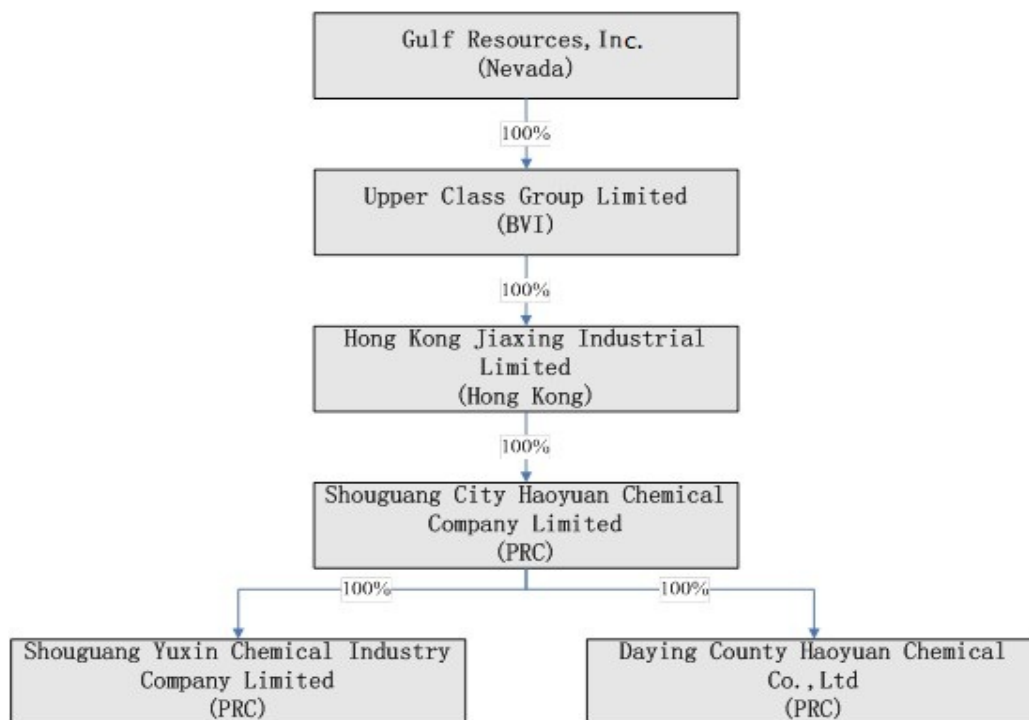 Gulf Resources,Inc.
(Nevada)
100%
Upper Class Group Limited
(BVI)
100%
Hong Kong Jiaxing Industrial
Limited
(Hong Kong)
100%
Shouguang City Haoyuan Chemical
Company Limited
(PRC)
100%
100%
Shouguang Yuxin Chemical Industry
Company Limited
(PRC)
Daying County Haoyuan Chemical
Co.,Ltd
(PRC)